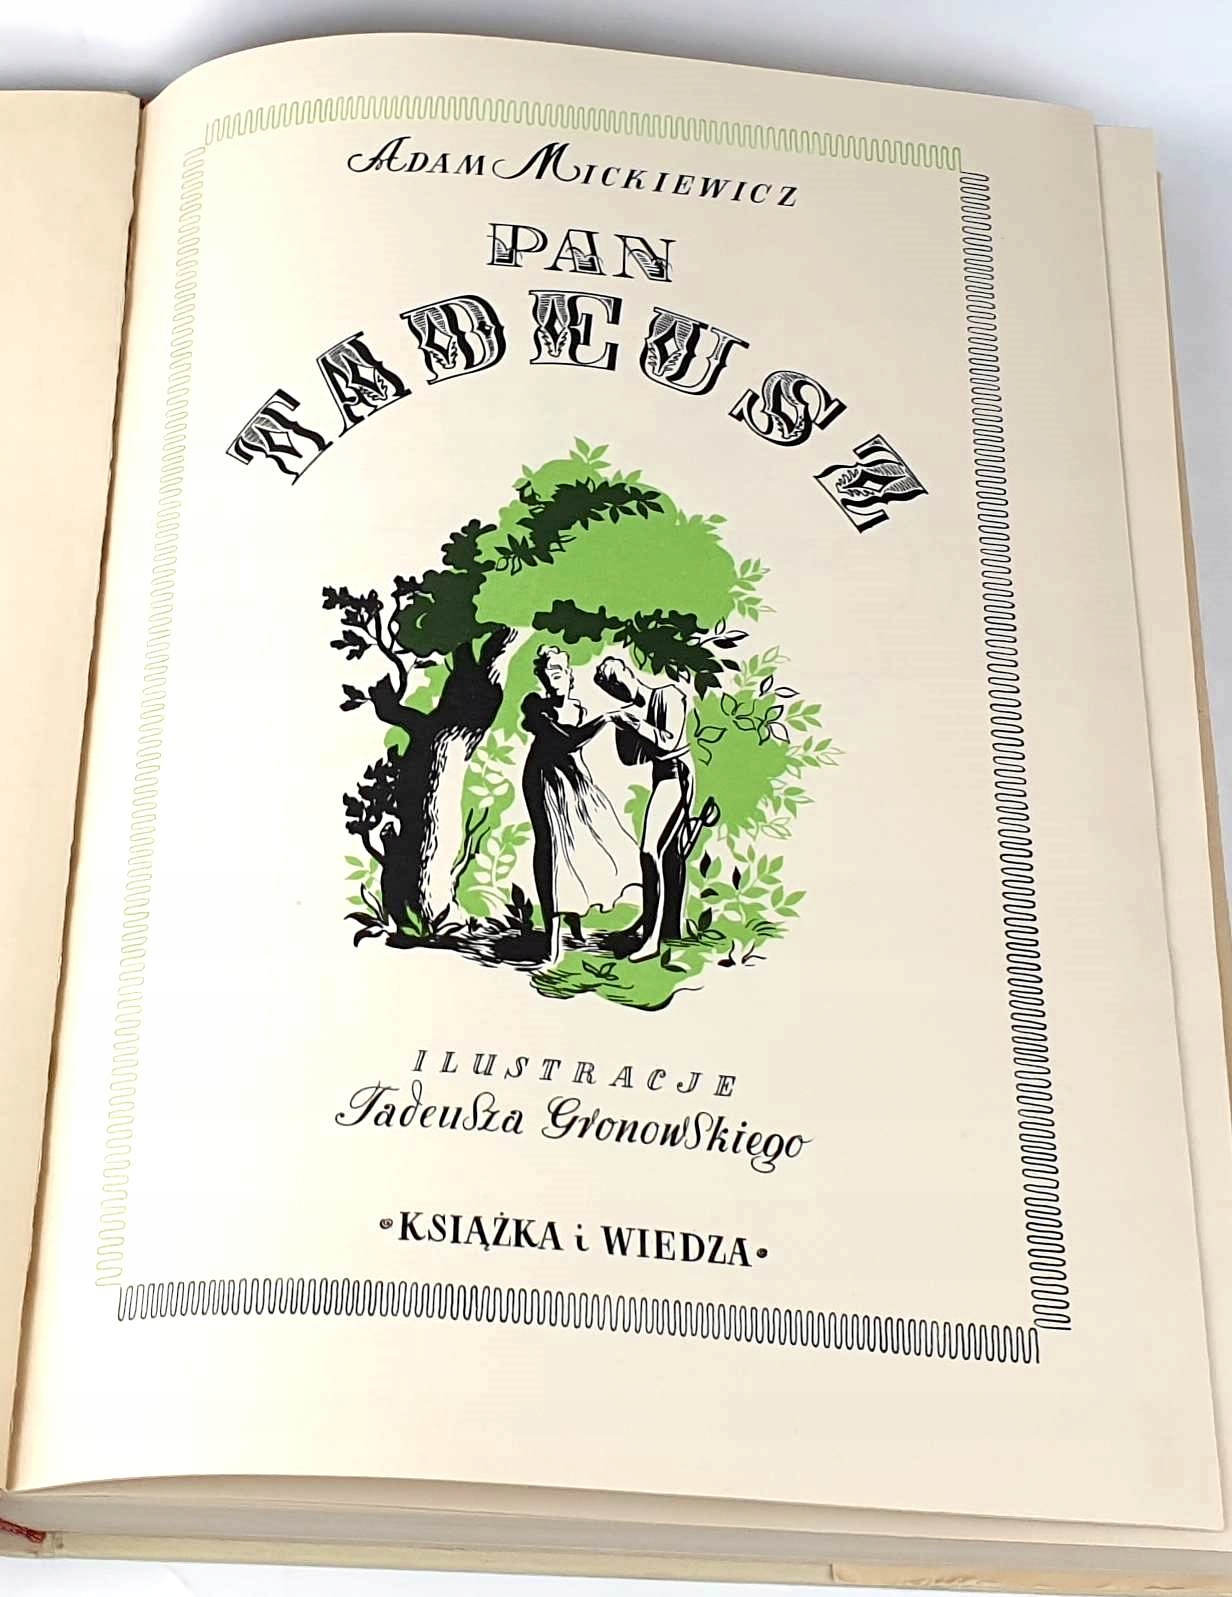 ADAM MICKIEWICZ
PAN
TADEUSZ
ILUSTRACJE
Tadeusza Gronowskiego
•KSIĄŻKA i WIEDZA•